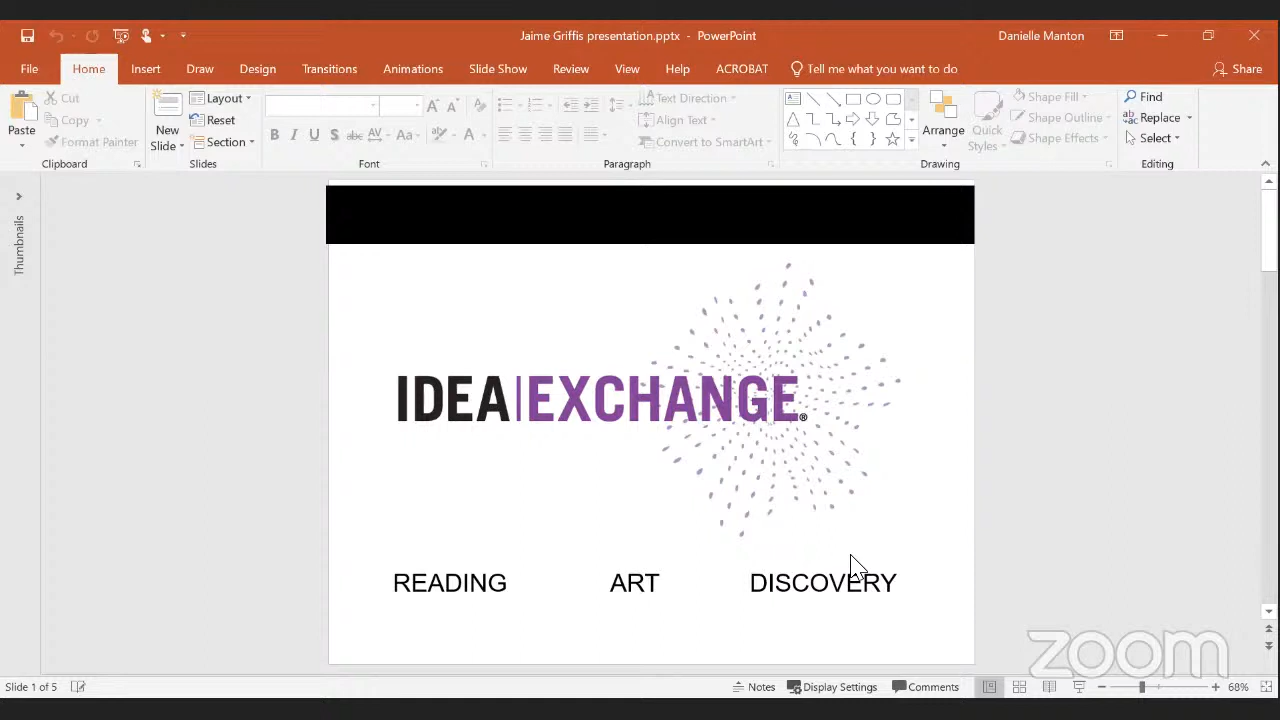 Jaime Griffis presentation.pptx - PowerPoint
Danielle Manton
File Home Insert Draw Design Transitions Animations Slide Show Review View Help ACROBAT Tell me what you want to do Share
Paste
Cut
Copy
Format Painter
Clipboard
New Slide
Layout
Reset
Section
Slides
B I U S abc AV Aa A
Font
Text Direction
Align Text
Convert to SmartArt
Paragraph
Arrange
Quick Styles
Shape Fill
Shape Outline
Shape Effects
Drawing
Find
Replace
Select
Editing
Thumbnails
IDEA|EXCHANGE®
READING ART DISCOVERY
zoom
Slide 1 of 5 Notes Display Settings Comments 68%